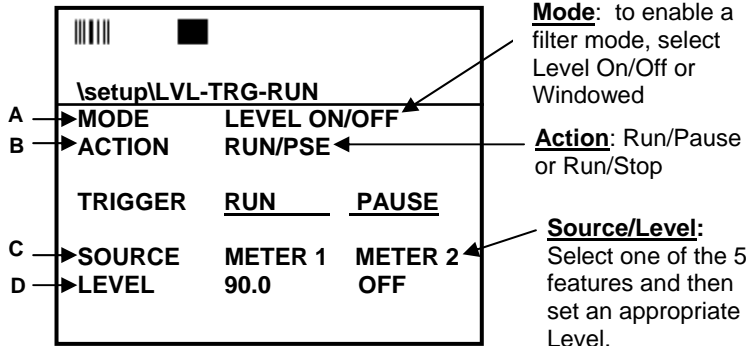 \setup\LVL-TRG-RUN
A MODE LEVEL ON/OFF
B ACTION RUN/PSE
TRIGGER RUN PAUSE
C SOURCE METER 1 METER 2
D LEVEL 90.0 OFF
Mode: to enable a
filter mode, select
Level On/Off or
Windowed
Action: Run/Pause
or Run/Stop
Source/Level:
Select one of the 5
features and then
set an appropriate
Level.